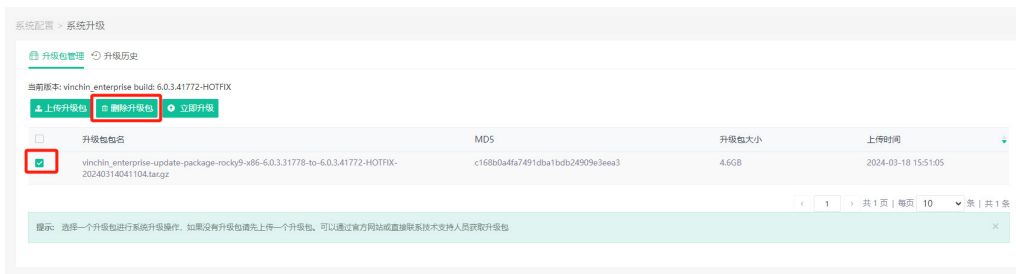 系统配置 > 系统升级
升级包管理 升级历史
当前版本: vinchin_enterprise build: 6.0.3.41772-HOTFIX
上传升级包 删除升级包 立即升级
升级包包名 MD5 升级包大小 上传时间
vinchin_enterprise-update-package-rocky9-x86-6.0.3.31778-to-6.0.3.41772-HOTFIX- c168b0a4fa7491dba1bdb24909e3eea3 4.6GB 2024-03-18 15:51:05
20240314041104.tar.gz
< 1 > 共 1 页 | 每页 10 条 | 共 1 条
提示: 选择一个升级包进行系统升级操作，如果没有升级包请先上传一个升级包。可以通过官方网站或直接联系技术支持人员获取升级包